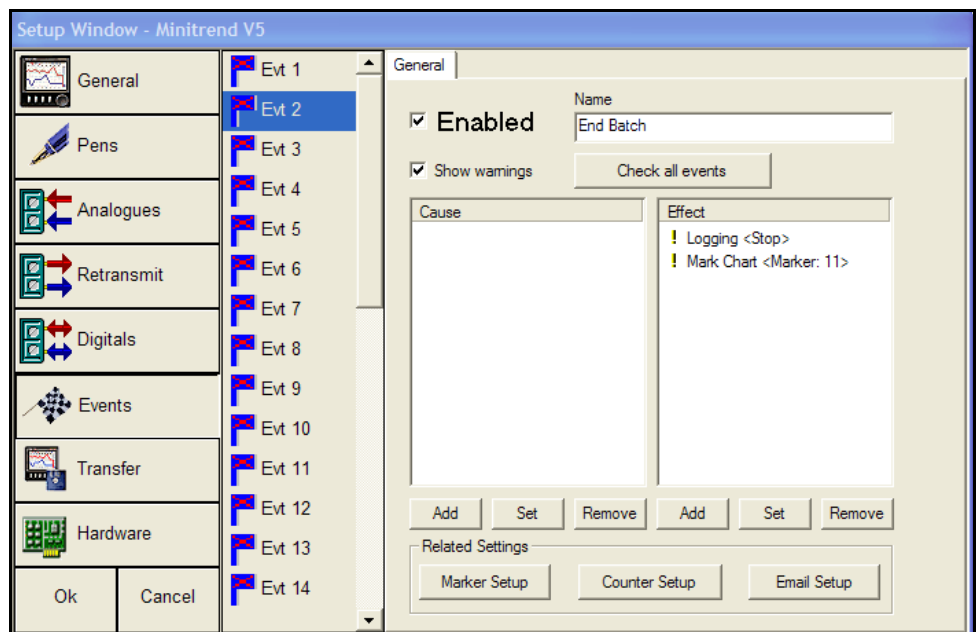 Setup Window - Minitrend V5
General
Pens
Analogues
Retransmit
Digitals
Events
Transfer
Hardware
Ok
Cancel
Evt 1
Evt 2
Evt 3
Evt 4
Evt 5
Evt 6
Evt 7
Evt 8
Evt 9
Evt 10
Evt 11
Evt 12
Evt 13
Evt 14
General
Enabled
Name
End Batch
Show warnings
Check all events
Cause
Effect
! Logging <Stop>
! Mark Chart <Marker: 11>
Add
Set
Remove
Add
Set
Remove
Related Settings
Marker Setup
Counter Setup
Email Setup